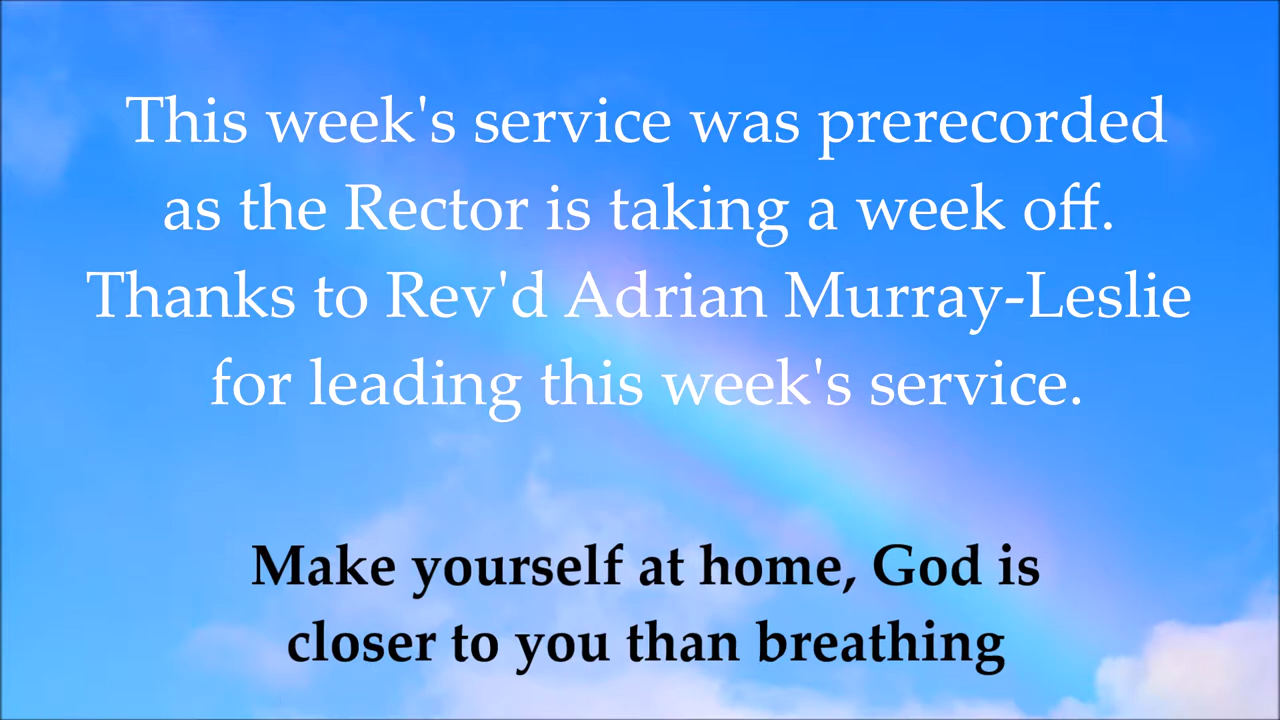 This week's service was prerecorded
as the Rector is taking a week off.
Thanks to Rev'd Adrian Murray-Leslie
for leading this week's service.
Make yourself at home, God is
closer to you than breathing